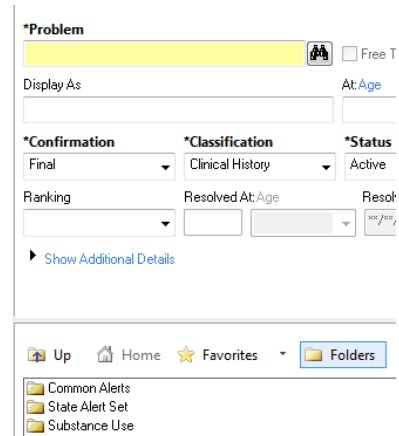 *Problem
Free T
Display As
At: Age
*Confirmation *Classification *Status
Final Clinical History Active
Ranking Resolved At: Age Resol
**/**/
Show Additional Details
Up Home Favorites Folders
Common Alerts
State Alert Set
Substance Use